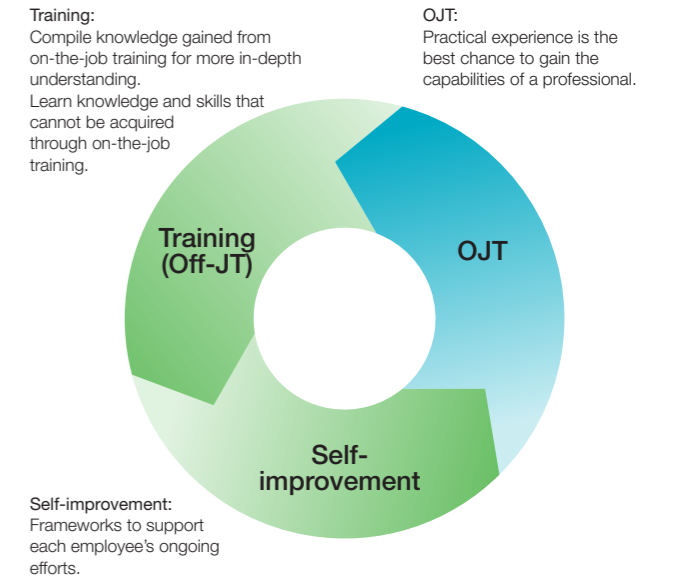 Training:
Compile knowledge gained from
on-the-job training for more in-depth
understanding.
Learn knowledge and skills that
cannot be acquired
through on-the-job
training.
OJT:
Practical experience is the
best chance to gain the
capabilities of a professional.
Training
(Off-JT)
OJT
Self-
improvement
Self-improvement:
Frameworks to support
each employee’s ongoing
efforts.